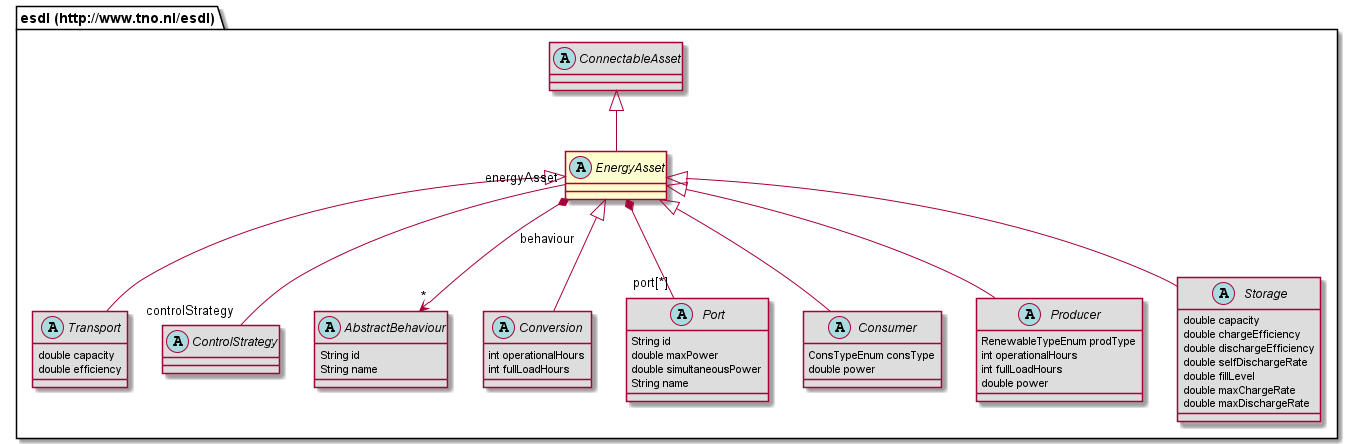 esdl (http://www.tno.nl/esdl)
A ConnectableAsset
A EnergyAsset
energyAsset
behaviour
*
port[*]
controlStrategy
A Transport
double capacity
double efficiency
A ControlStrategy
A AbstractBehaviour
String id
String name
A Conversion
int operationalHours
int fullLoadHours
A Port
String id
double maxPower
double simultaneousPower
String name
A Consumer
ConsTypeEnum consType
double power
A Producer
RenewableTypeEnum prodType
int operationalHours
int fullLoadHours
double power
A Storage
double capacity
double chargeEfficiency
double dischargeEfficiency
double selfDischargeRate
double fillLevel
double maxChargeRate
double maxDischargeRate